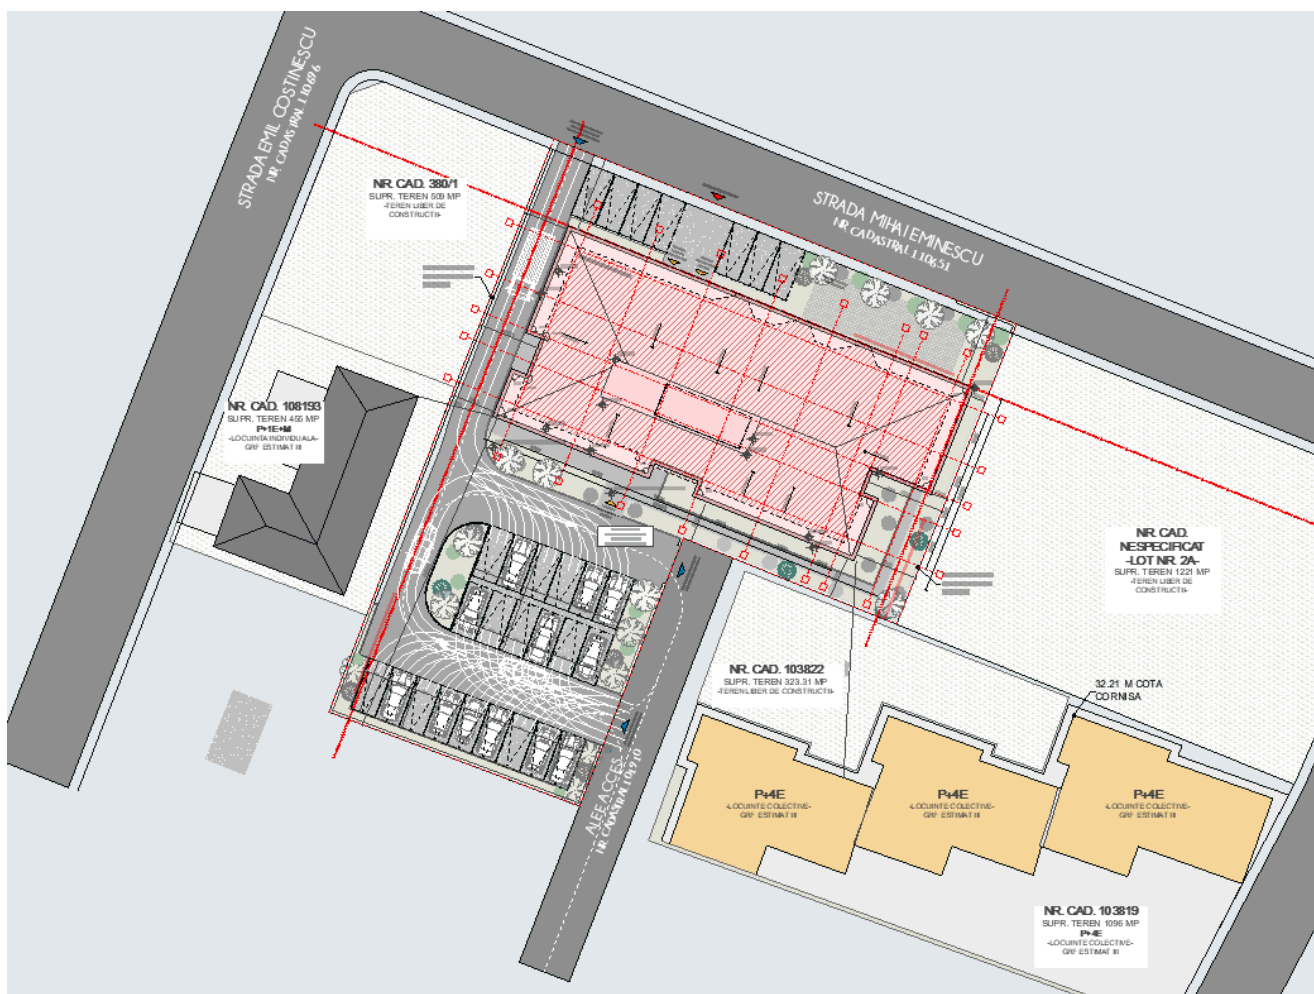 STRADA EMIL COSTINESCU
NR CADASTRAL 110696
NR. CAD. 380/1
SUPR. TEREN 509 MP
-TEREN LIBER DE
CONSTRUCTII-
STRADA MIHAI EMINESCU
NR CADASTRAL 110651
NR. CAD. 108193
SUPR. TEREN 455 MP
P+1E+M
-LOCUINTA INDIVIDUALA-
GRF ESTIMAT III
NR. CAD.
NESPECIFICAT
-LOT NR. 2A-
SUPR. TEREN 1221 MP
-TEREN LIBER DE
CONSTRUCTII-
NR. CAD. 103822
SUPR. TEREN 323.31 MP
-TEREN LIBER DE CONSTRUCTII-
32.21 M COTA
CORNISA
ALEE ACCES
NR CADASTRAL 101910
P+4E
-LOCUINTE COLECTIVE-
GRF ESTIMAT III
P+4E
-LOCUINTE COLECTIVE-
GRF ESTIMAT III
P+4E
-LOCUINTE COLECTIVE-
GRF ESTIMAT III
NR. CAD. 103819
SUPR. TEREN 1096 MP
P+4E
-LOCUINTE COLECTIVE-
GRF ESTIMAT III